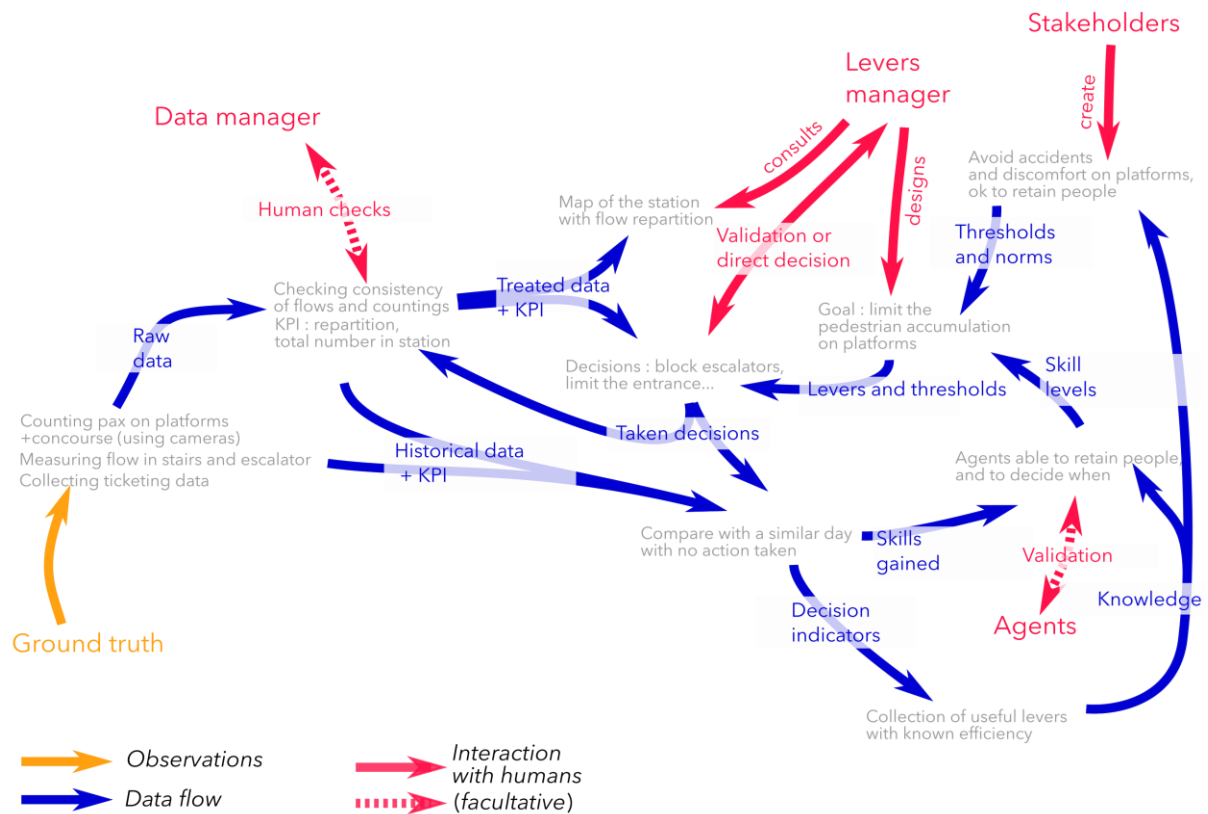 Stakeholders
Levers
manager
Data manager
create
consults
designs
Avoid accidents
and discomfort on platforms,
ok to retain people
Map of the station
with flow repartition
Human checks
Validation or
direct decision
Thresholds
and norms
Checking consistency
of flows and countings
KPI : repartition,
total number in station
Treated data
+ KPI
Goal : limit the
pedestrian accumulation
on platforms
Raw
data
Decisions : block escalators,
limit the entrance...
Levers and thresholds
Skill
levels
Counting pax on platforms
+concourse (using cameras)
Measuring flow in stairs and escalator
Collecting ticketing data
Taken decisions
Historical data
+ KPI
Agents able to retain people,
and to decide when
Compare with a similar day
with no action taken
Skills
gained
Validation
Knowledge
Decision
indicators
Agents
Ground truth
Collection of useful levers
with known efficiency
Observations
Data flow
Interaction
with humans
(facultative)